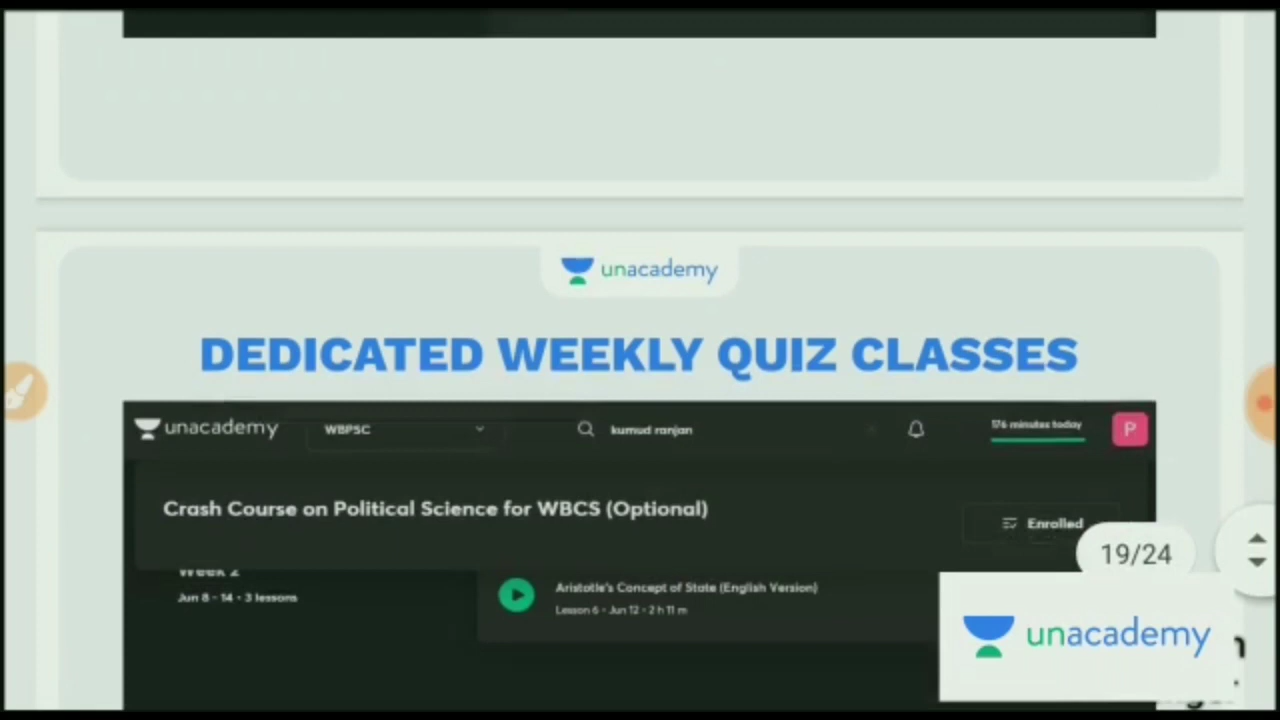 unacademy
DEDICATED WEEKLY QUIZ CLASSES
unacademy WBPSC kumud ranjan 176 minutes today P
Crash Course on Political Science for WBCS (Optional)
Enrolled
19/24
Week 2
Jun 8 - 14 • 3 lessons
Aristotle's Concept of State (English Version)
Lesson 6 • Jun 12 • 2 h 11 m
unacademy